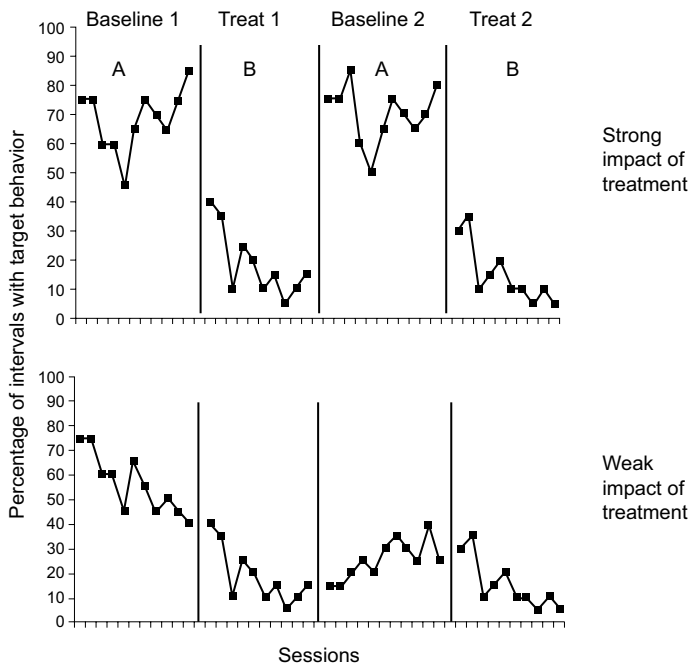 Baseline 1 Treat 1 Baseline 2 Treat 2
A B A B
100
90
80
70
60
50
40
30
20
10
0
Strong
impact of
treatment
Percentage of intervals with target behavior
100
90
80
70
60
50
40
30
20
10
0
Weak
impact of
treatment
Sessions